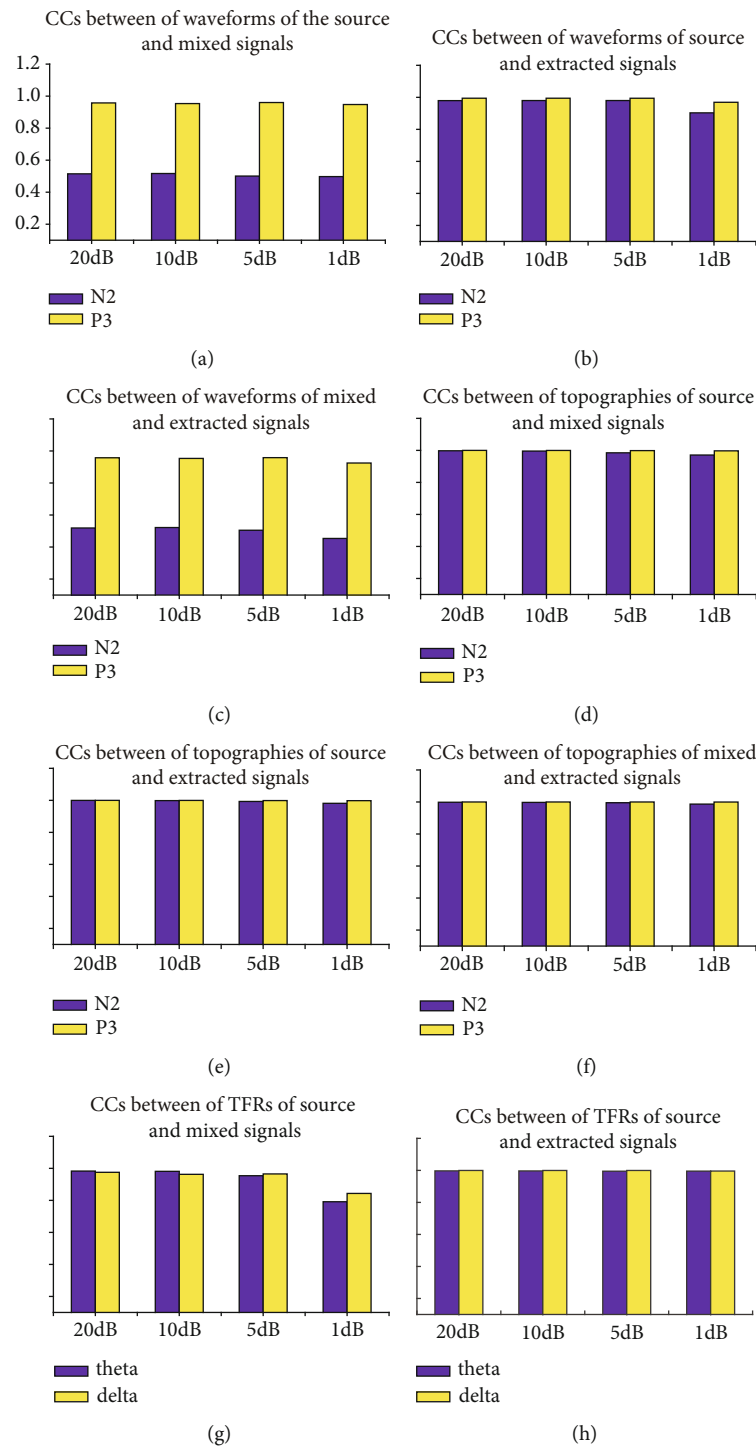 CCs between of waveforms of the source
and mixed signals
1.2
1.0
0.8
0.6
0.4
0.2
20dB 10dB 5dB 1dB
N2
P3
(a)
CCs between of waveforms of source
and extracted signals
20dB 10dB 5dB 1dB
N2
P3
(b)
CCs between of waveforms of mixed
and extracted signals
20dB 10dB 5dB 1dB
N2
P3
(c)
CCs between of topographies of source
and mixed signals
20dB 10dB 5dB 1dB
N2
P3
(d)
CCs between of topographies of source
and extracted signals
20dB 10dB 5dB 1dB
N2
P3
(e)
CCs between of topographies of mixed
and extracted signals
20dB 10dB 5dB 1dB
N2
P3
(f)
CCs between of TFRs of source
and mixed signals
20dB 10dB 5dB 1dB
theta
delta
(g)
CCs between of TFRs of source
and extracted signals
20dB 10dB 5dB 1dB
theta
delta
(h)